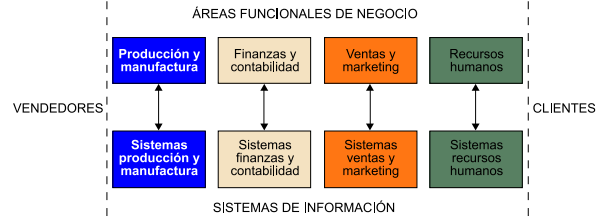 ÁREAS FUNCIONALES DE NEGOCIO
Producción y
manufactura
Finanzas y
contabilidad
Ventas y
marketing
Recursos
humanos
VENDEDORES
CLIENTES
Sistemas
producción y
manufactura
Sistemas
finanzas y
contabilidad
Sistemas
ventas y
marketing
Sistemas
recursos
humanos
SISTEMAS DE INFORMACIÓN